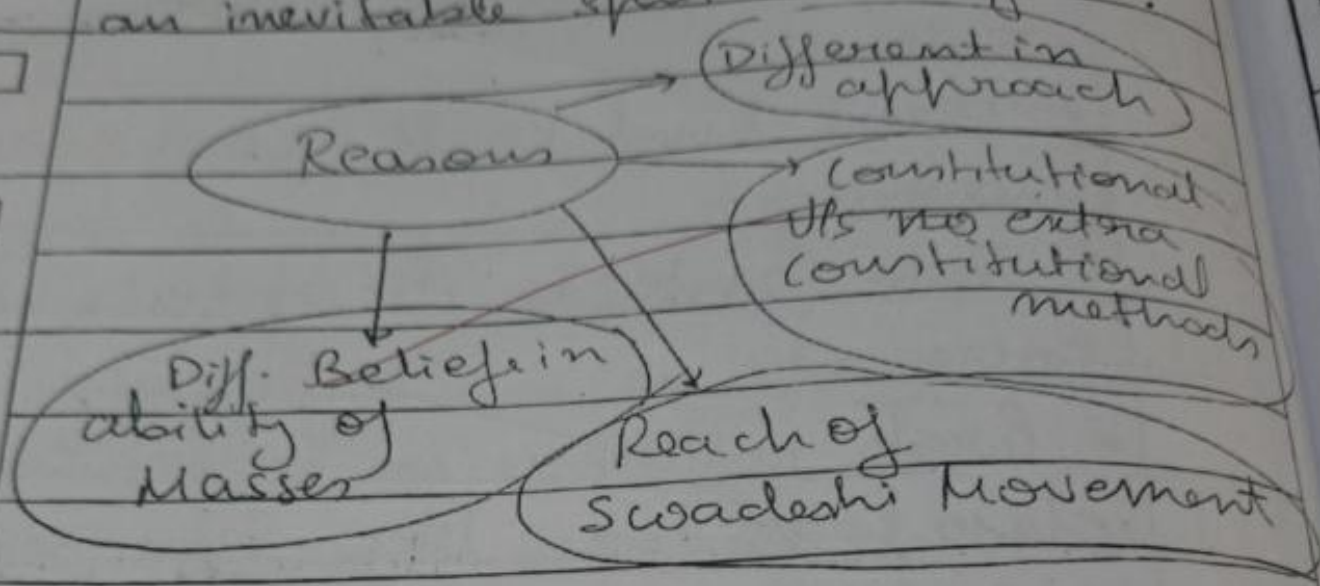 an inevitable
Different in
approach
Reasons
Constitutional
V/s no extra
Constitutional
methods
Diff. Beliefs in
ability of
Masses
Reach of
Swadeshi Movement